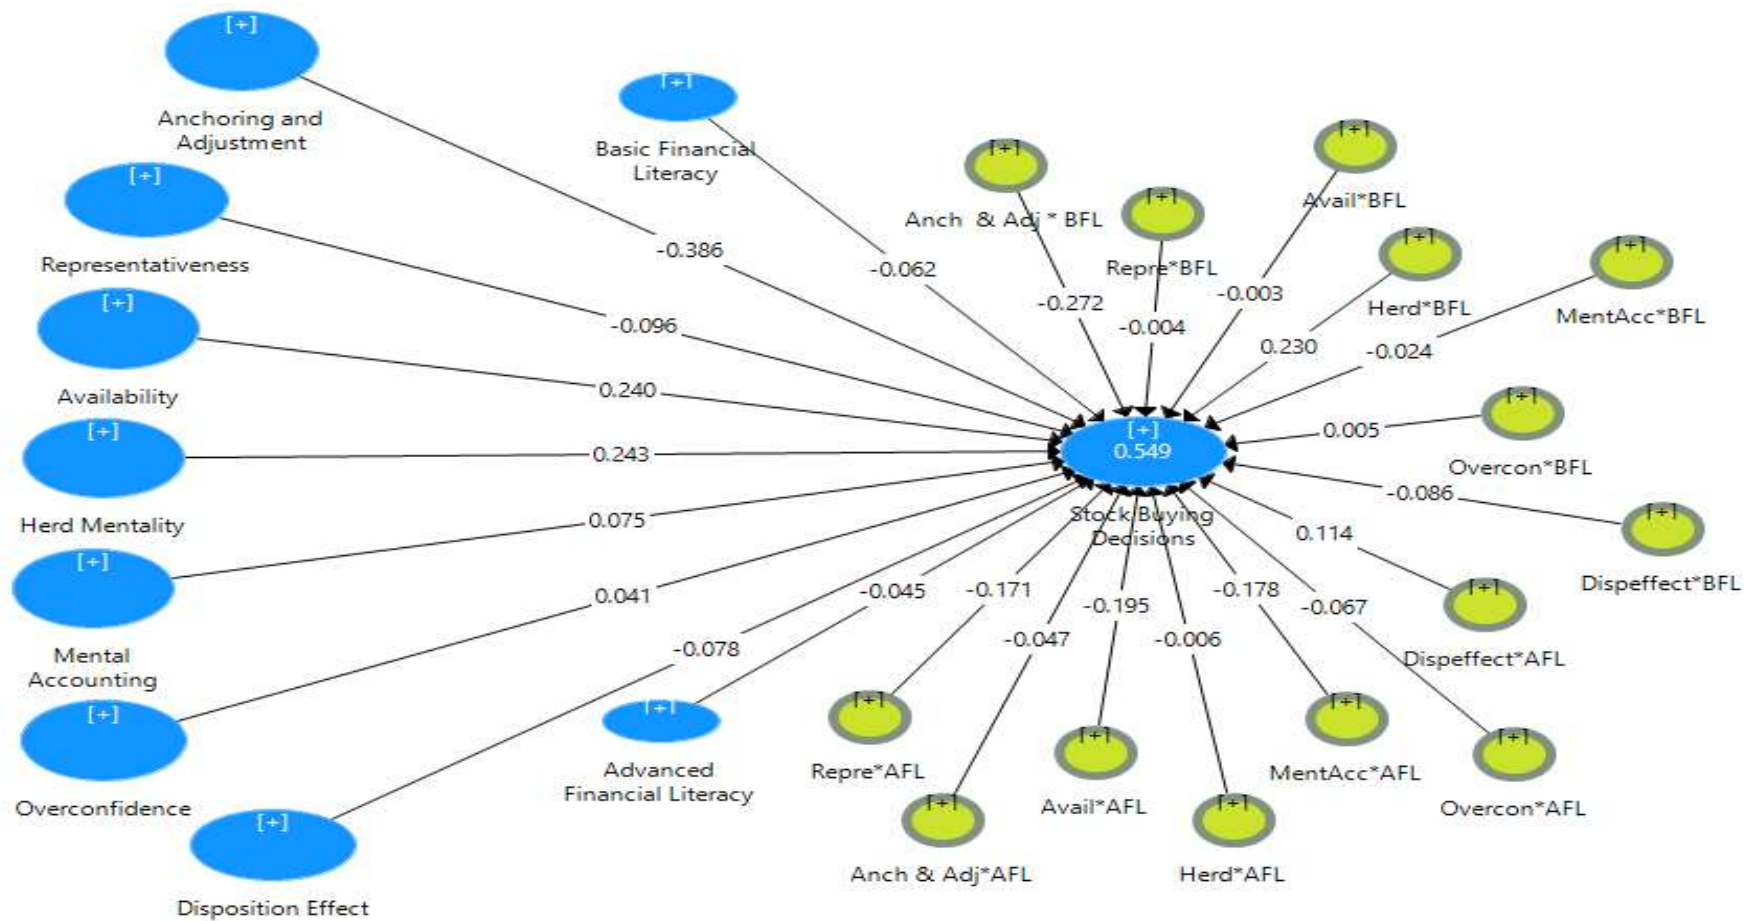 [+]
Anchoring and
Adjustment
[+]
Basic Financial
Literacy
[+]
Anch & Adj * BFL
[+]
Repre*BFL
[+]
Avail*BFL
[+]
Herd*BFL
[+]
MentAcc*BFL
[+]
Representativeness
[+]
Availability
[+]
Herd Mentality
[+]
Mental
Accounting
[+]
Overconfidence
[+]
Disposition Effect
-0.386
-0.062
-0.096
0.240
0.243
0.075
0.041
-0.078
-0.045
-0.272
-0.004
-0.003
0.230
-0.024
0.005
-0.086
0.114
[+]
0.549
Stock Buying
Decisions
[+]
Overcon*BFL
[+]
Dispeffect*BFL
[+]
Dispeffect*AFL
-0.171
-0.047
-0.195
-0.006
-0.178
-0.067
[+]
Advanced
Financial Literacy
[+]
Repre*AFL
[+]
Anch & Adj*AFL
[+]
Avail*AFL
[+]
Herd*AFL
[+]
MentAcc*AFL
[+]
Overcon*AFL